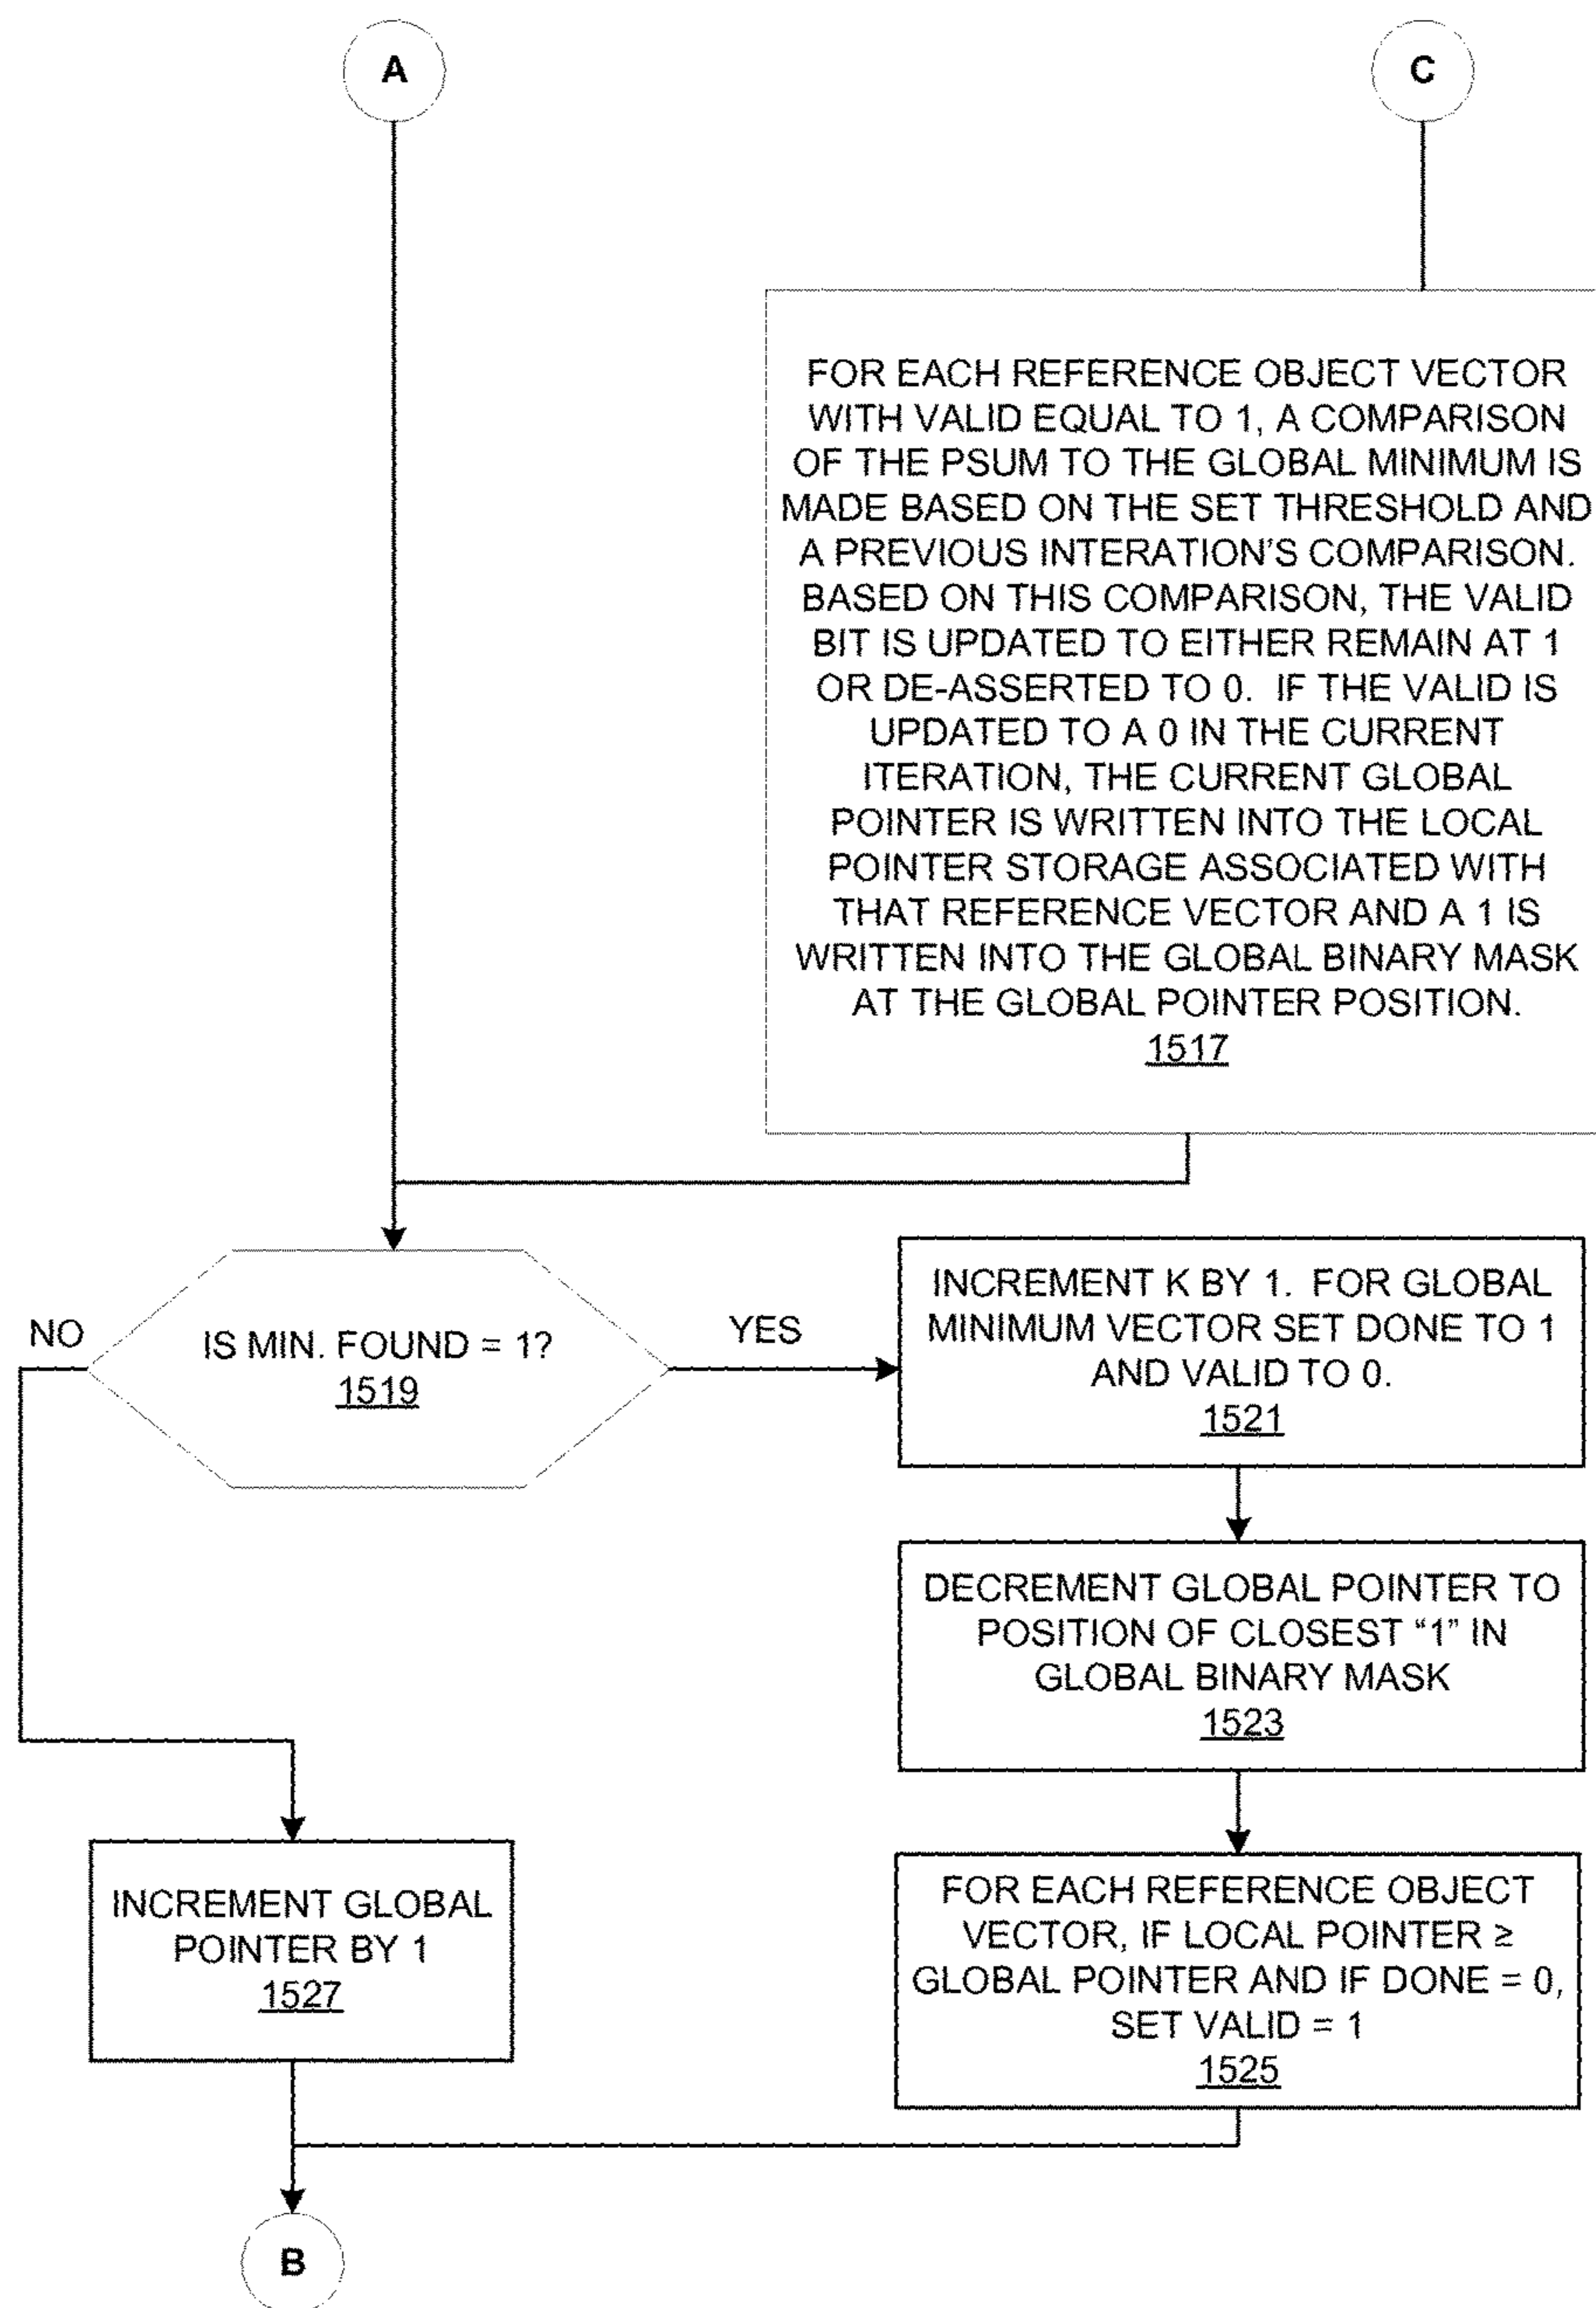 A
C
FOR EACH REFERENCE OBJECT VECTOR
WITH VALID EQUAL TO 1, A COMPARISON
OF THE PSUM TO THE GLOBAL MINIMUM IS
MADE BASED ON THE SET THRESHOLD AND
A PREVIOUS INTERATION'S COMPARISON.
BASED ON THIS COMPARISON, THE VALID
BIT IS UPDATED TO EITHER REMAIN AT 1
OR DE-ASSERTED TO 0. IF THE VALID IS
UPDATED TO A 0 IN THE CURRENT
ITERATION, THE CURRENT GLOBAL
POINTER IS WRITTEN INTO THE LOCAL
POINTER STORAGE ASSOCIATED WITH
THAT REFERENCE VECTOR AND A 1 IS
WRITTEN INTO THE GLOBAL BINARY MASK
AT THE GLOBAL POINTER POSITION.
1517
IS MIN. FOUND = 1?
1519
NO
YES
INCREMENT K BY 1. FOR GLOBAL
MINIMUM VECTOR SET DONE TO 1
AND VALID TO 0.
1521
DECREMENT GLOBAL POINTER TO
POSITION OF CLOSEST “1” IN
GLOBAL BINARY MASK
1523
FOR EACH REFERENCE OBJECT
VECTOR, IF LOCAL POINTER ≥
GLOBAL POINTER AND IF DONE = 0,
SET VALID = 1
1525
INCREMENT GLOBAL
POINTER BY 1
1527
B